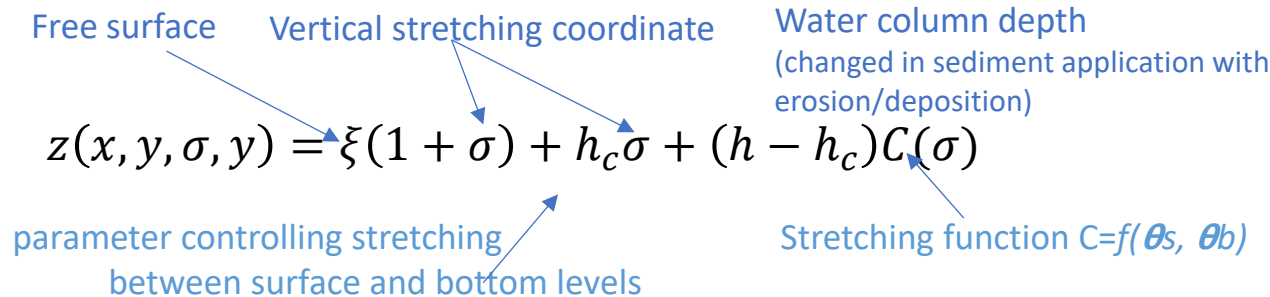 Free surface
Vertical stretching coordinate
Water column depth
(changed in sediment application with
erosion/deposition)
z(x, y, σ, y) = ξ(1 + σ) + h_cσ + (h − h_c)C(σ)
parameter controlling stretching
between surface and bottom levels
Stretching function C=f(θs, θb)